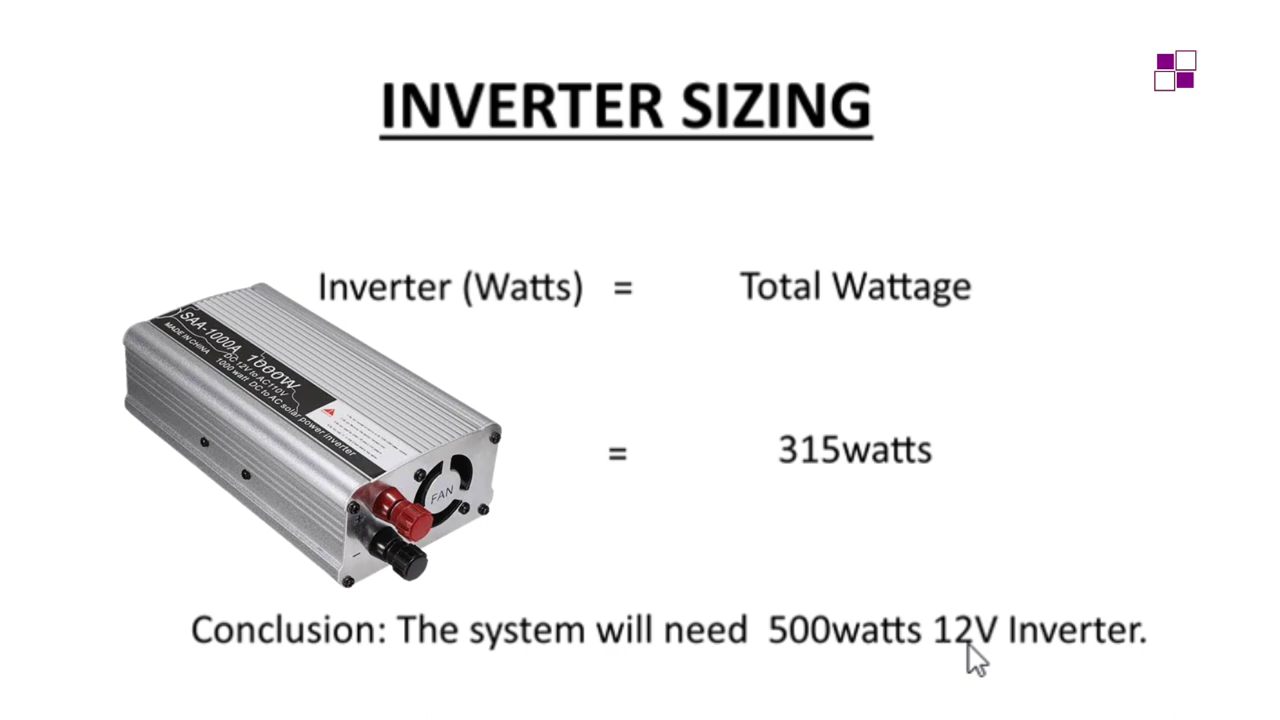 INVERTER SIZING
Inverter (Watts) = Total Wattage
SAA-1000A 1000W
MADE IN CHINA
DC 12V to AC110V
1000 watt DC to AC solar power inverter
= 315watts
FAN
Conclusion: The system will need 500watts 12V Inverter.